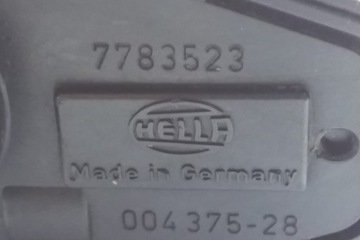 7783523
HELLA
Made in Germany
004375-28